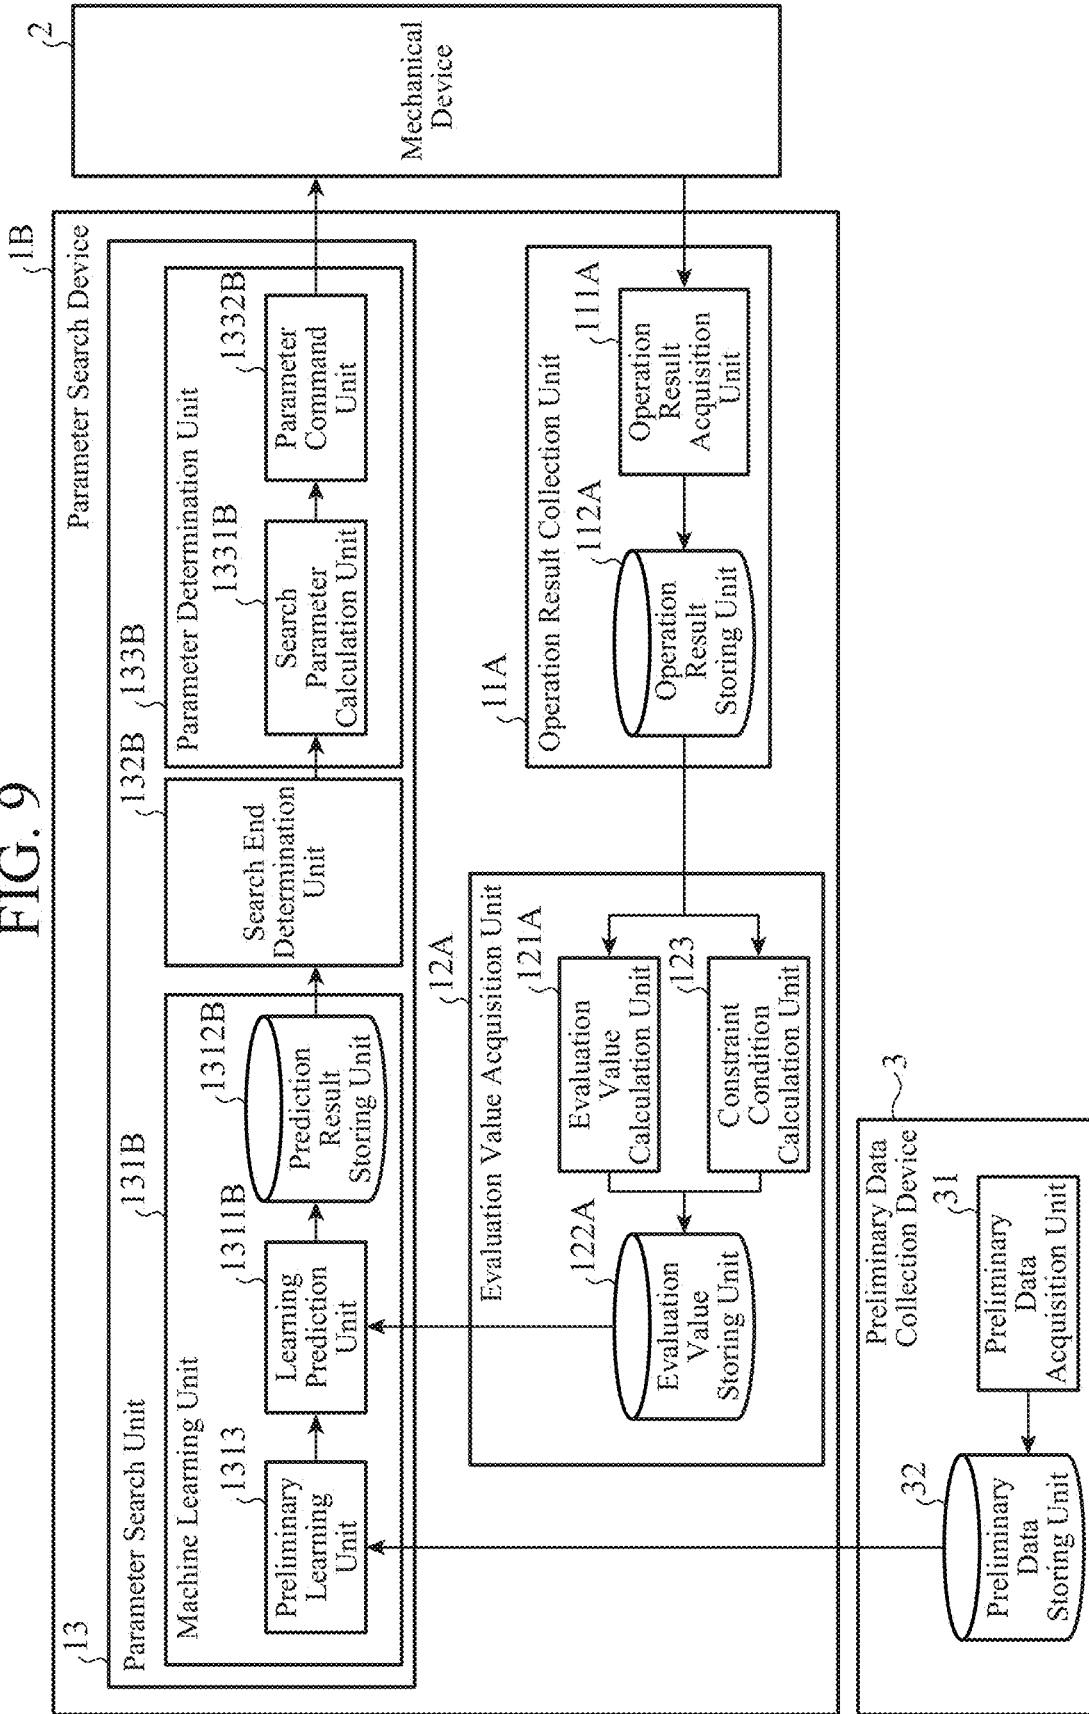 FIG. 9
1B
Parameter Search Device
2
Mechanical
Device
13
Parameter Search Unit
131B
Machine Learning Unit
1313
Preliminary
Learning
Unit
1311B
Learning
Prediction
Unit
1312B
Prediction
Result
Storing Unit
132B
Search End
Determination
Unit
133B
Parameter Determination Unit
1331B
Search
Parameter
Calculation Unit
1332B
Parameter
Command
Unit
12A
Evaluation Value Acquisition Unit
122A
Evaluation
Value
Storing Unit
121A
Evaluation
Value
Calculation Unit
123
Constraint
Condition
Calculation Unit
11A
Operation Result Collection Unit
112A
Operation
Result
Storing Unit
111A
Operation
Result
Acquisition
Unit
3
Preliminary Data
Collection Device
32
Preliminary
Data
Storing Unit
31
Preliminary
Data
Acquisition Unit